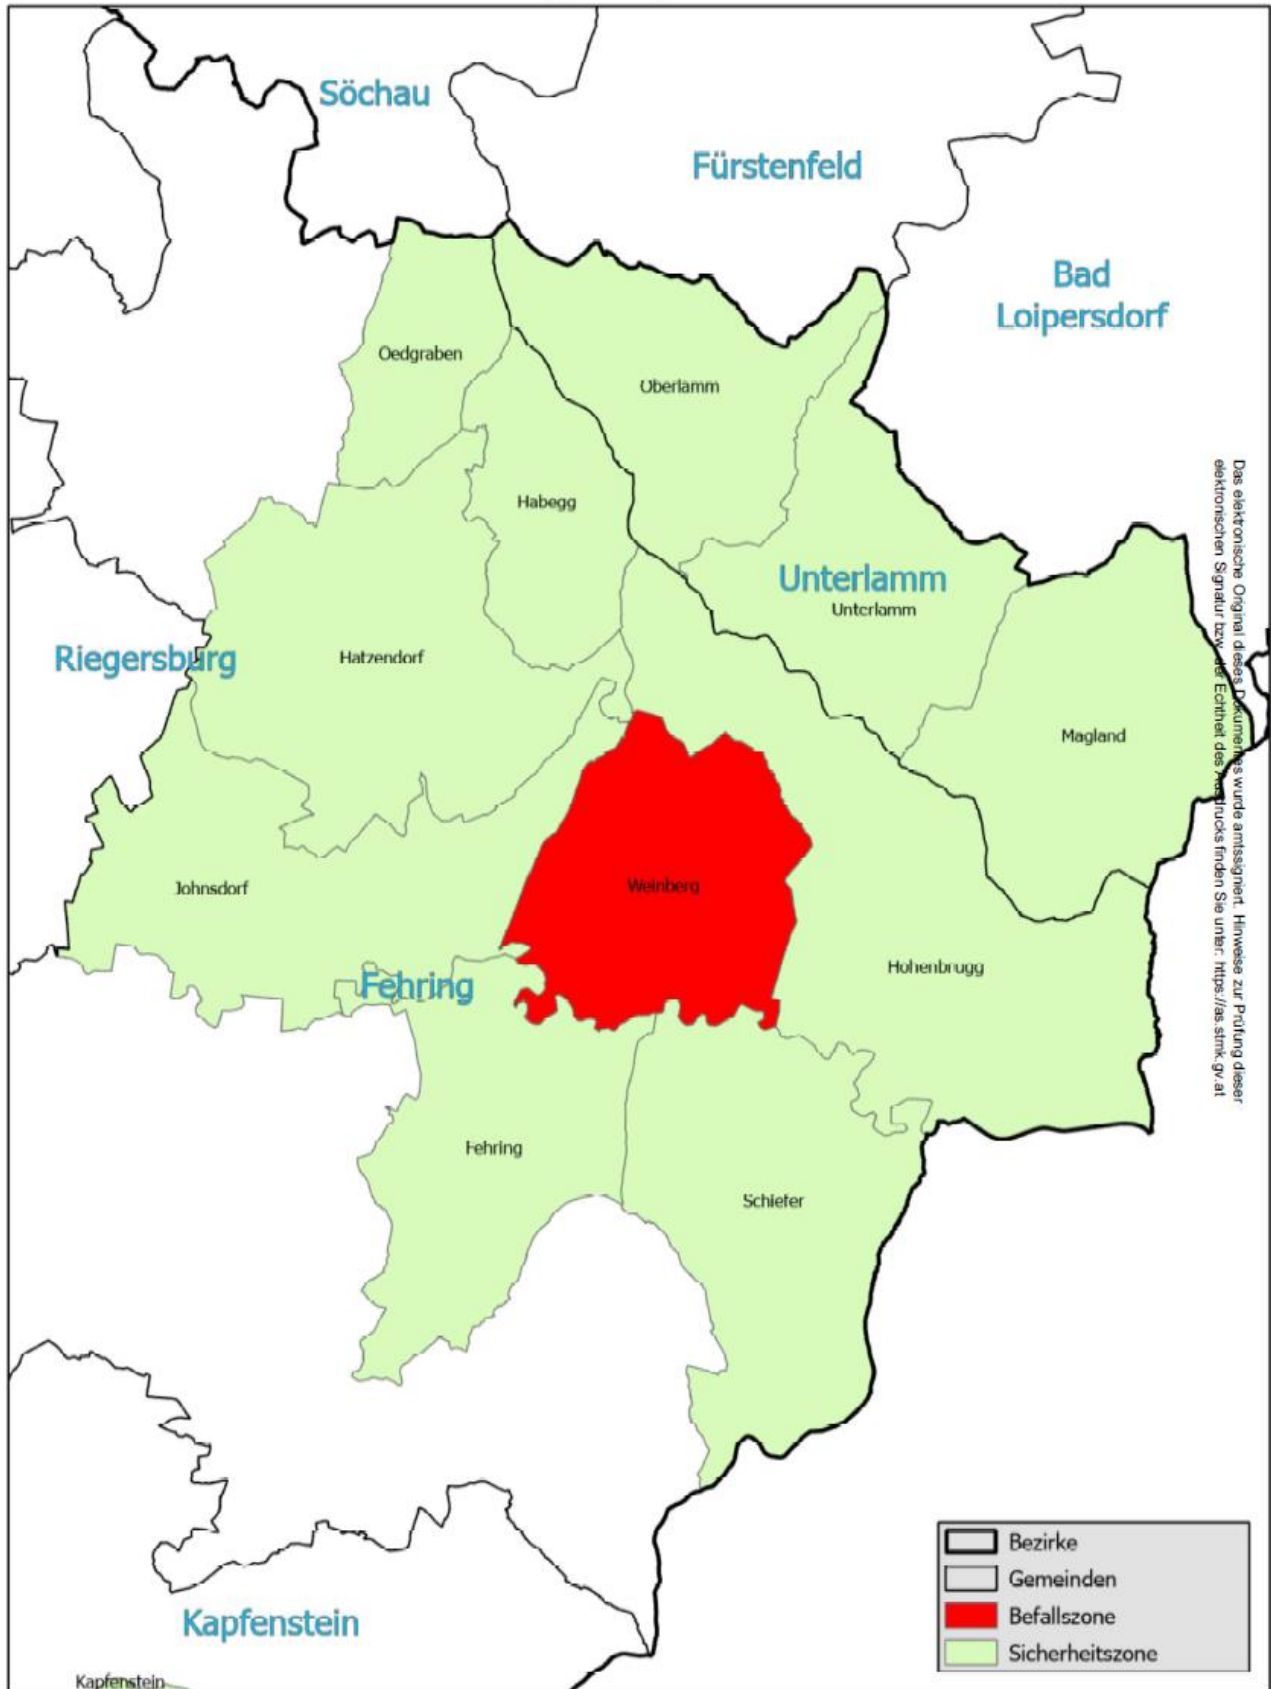 Söchau
Fürstenfeld
Bad
Loipersdorf
Oedgraben
Oberlamm
Habegg
Unterlamm
Unterlamm
Riegersburg
Hatzendorf
Magland
Johnsdorf
Weinberg
Hohenbrugg
Fehring
Fehring
Schiefer
Kapfenstein
Kapfenstein
Bezirke
Gemeinden
Befallszone
Sicherheitszone
Das elektronische Original dieses Dokumentes wurde amtssigniert. Hinweise zur Prüfung dieser
elektronischen Signatur bzw. der Echtheit des Ausdrucks finden Sie unter: https://as.stmk.gv.at